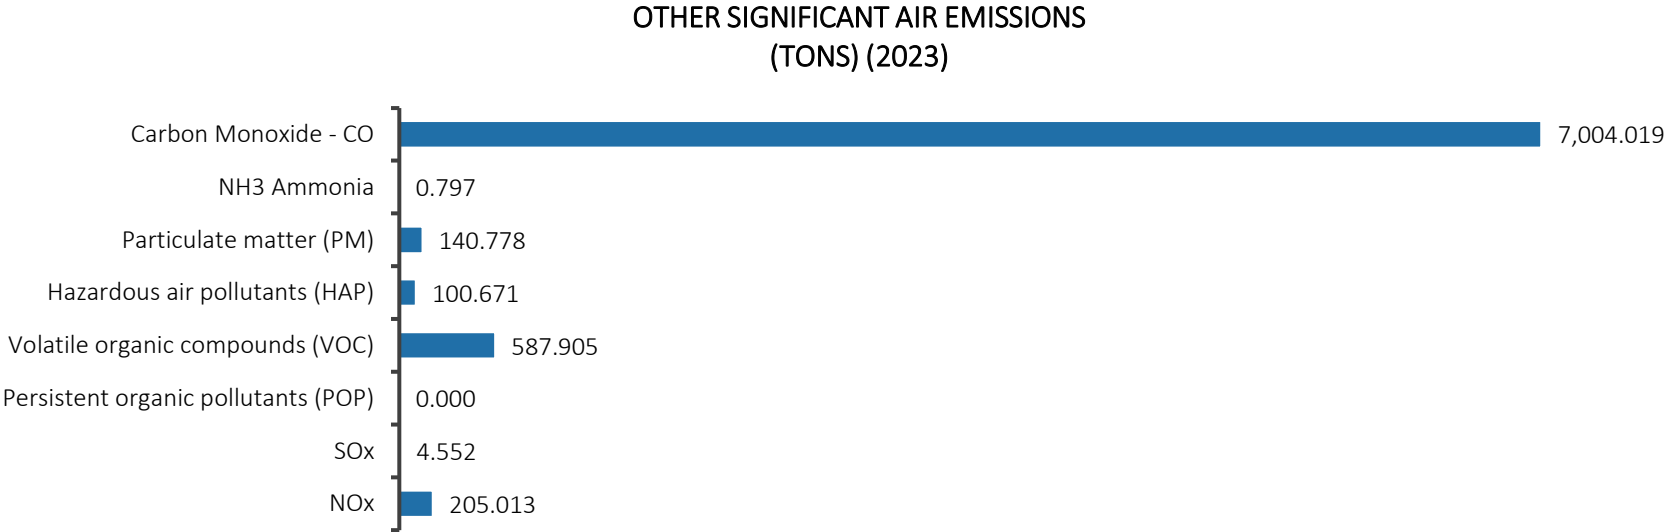 OTHER SIGNIFICANT AIR EMISSIONS
(TONS) (2023)
Carbon Monoxide - CO 7,004.019
NH3 Ammonia 0.797
Particulate matter (PM) 140.778
Hazardous air pollutants (HAP) 100.671
Volatile organic compounds (VOC) 587.905
Persistent organic pollutants (POP) 0.000
SOx 4.552
NOx 205.013